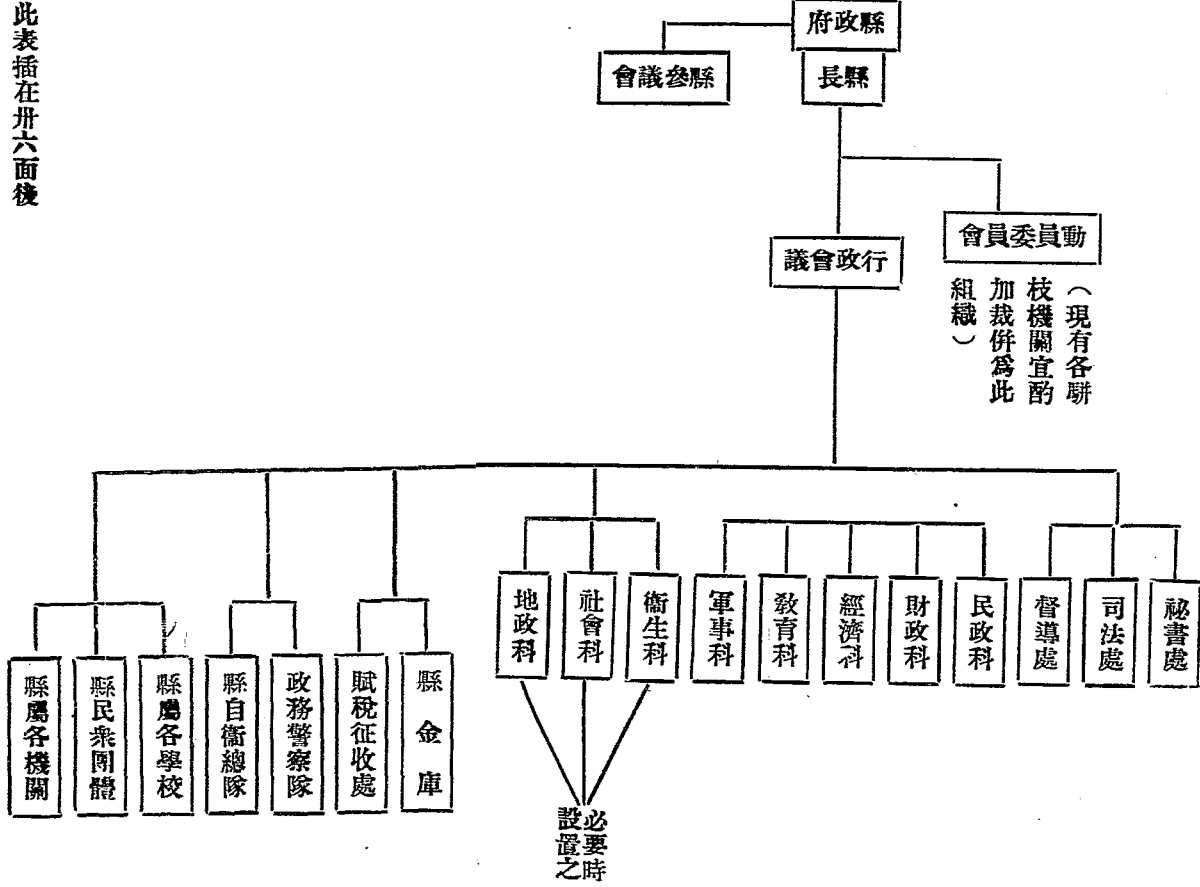 縣政府
縣長
縣參議會
動員委員會
（現有各駢
枝機關宜酌
加裁併爲此
組織）
行政會議
祕書處
司法處
督導處
民政科
財政科
經濟科
教育科
軍事科
衞生科
社會科
地政科
必要時
設置之
縣金庫
賦稅征收處
政務警察隊
縣自衞總隊
縣屬各學校
縣民衆團體
縣屬各機關
此表插在卅六面後